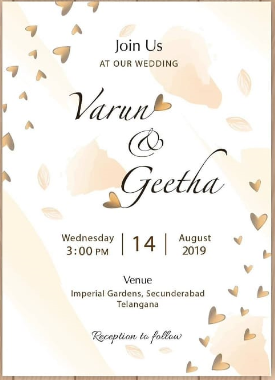 Join Us
AT OUR WEDDING
Varun
&
Geetha
Wednesday 14 August
3:00 PM 2019
Venue
Imperial Gardens, Secunderabad
Telangana
Reception to follow